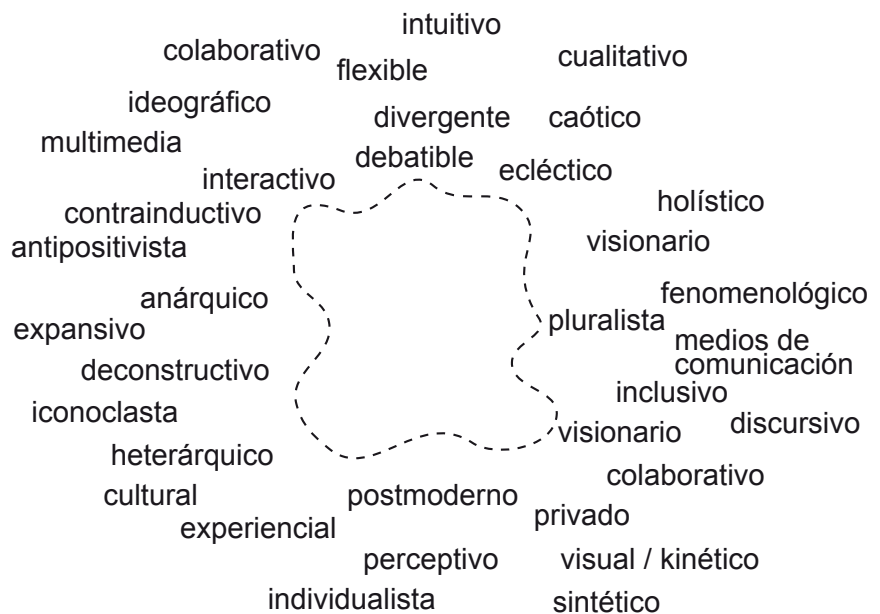 intuitivo
colaborativo
cualitativo
flexible
ideográfico
divergente
caótico
multimedia
debatible
ecléctico
interactivo
holístico
contrainductivo
visionario
antipositivista
fenomenológico
anárquico
pluralista
expansivo
medios de
comunicación
deconstructivo
inclusivo
iconoclasta
discursivo
visionario
heterárquico
colaborativo
cultural
postmoderno
privado
experiencial
perceptivo
visual / kinético
individualista
sintético